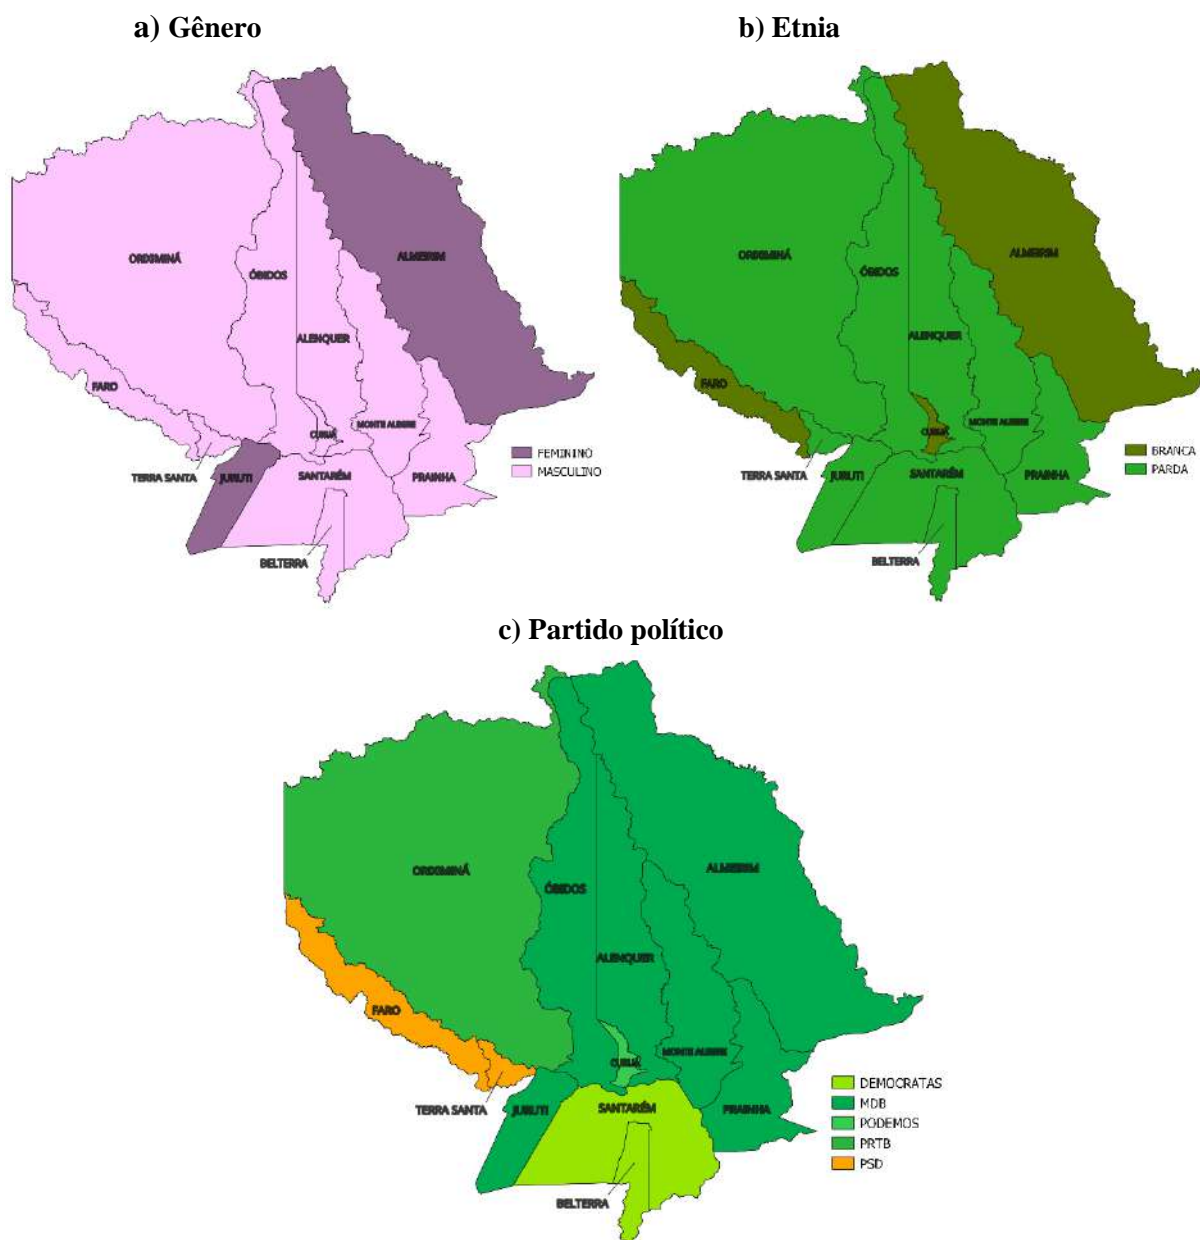 a) Gênero
b) Etnia
ORIXIMINÁ
ÓBIDOS
ALMEIRIM
ALENQUER
FARO
CURUÁ
MONTE ALEGRE
TERRA SANTA
JURUTI
SANTARÉM
PRAINHA
BELTERRA
FEMININO
MASCULINO
ORIXIMINÁ
ÓBIDOS
ALMEIRIM
ALENQUER
FARO
CURUÁ
MONTE ALEGRE
TERRA SANTA
JURUTI
SANTARÉM
PRAINHA
BELTERRA
BRANCA
PARDA
c) Partido político
ORIXIMINÁ
ÓBIDOS
ALMEIRIM
ALENQUER
FARO
CURUÁ
MONTE ALEGRE
TERRA SANTA
JURUTI
SANTARÉM
PRAINHA
BELTERRA
DEMOCRATAS
MDB
PODEMOS
PRTB
PSD